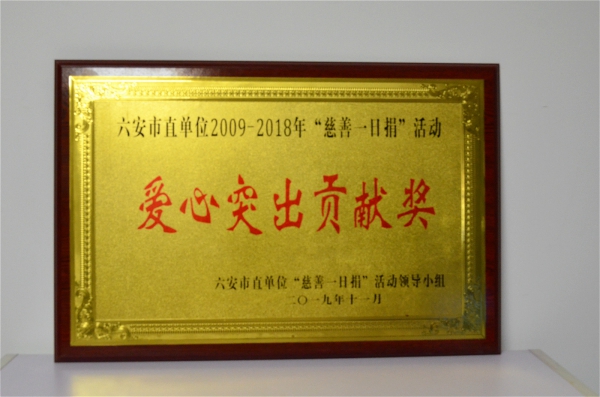 六安市直单位2009-2018年“慈善一日捐”活动
爱心突出贡献奖
六安市直单位“慈善一日捐”活动领导小组
二〇一九年十一月